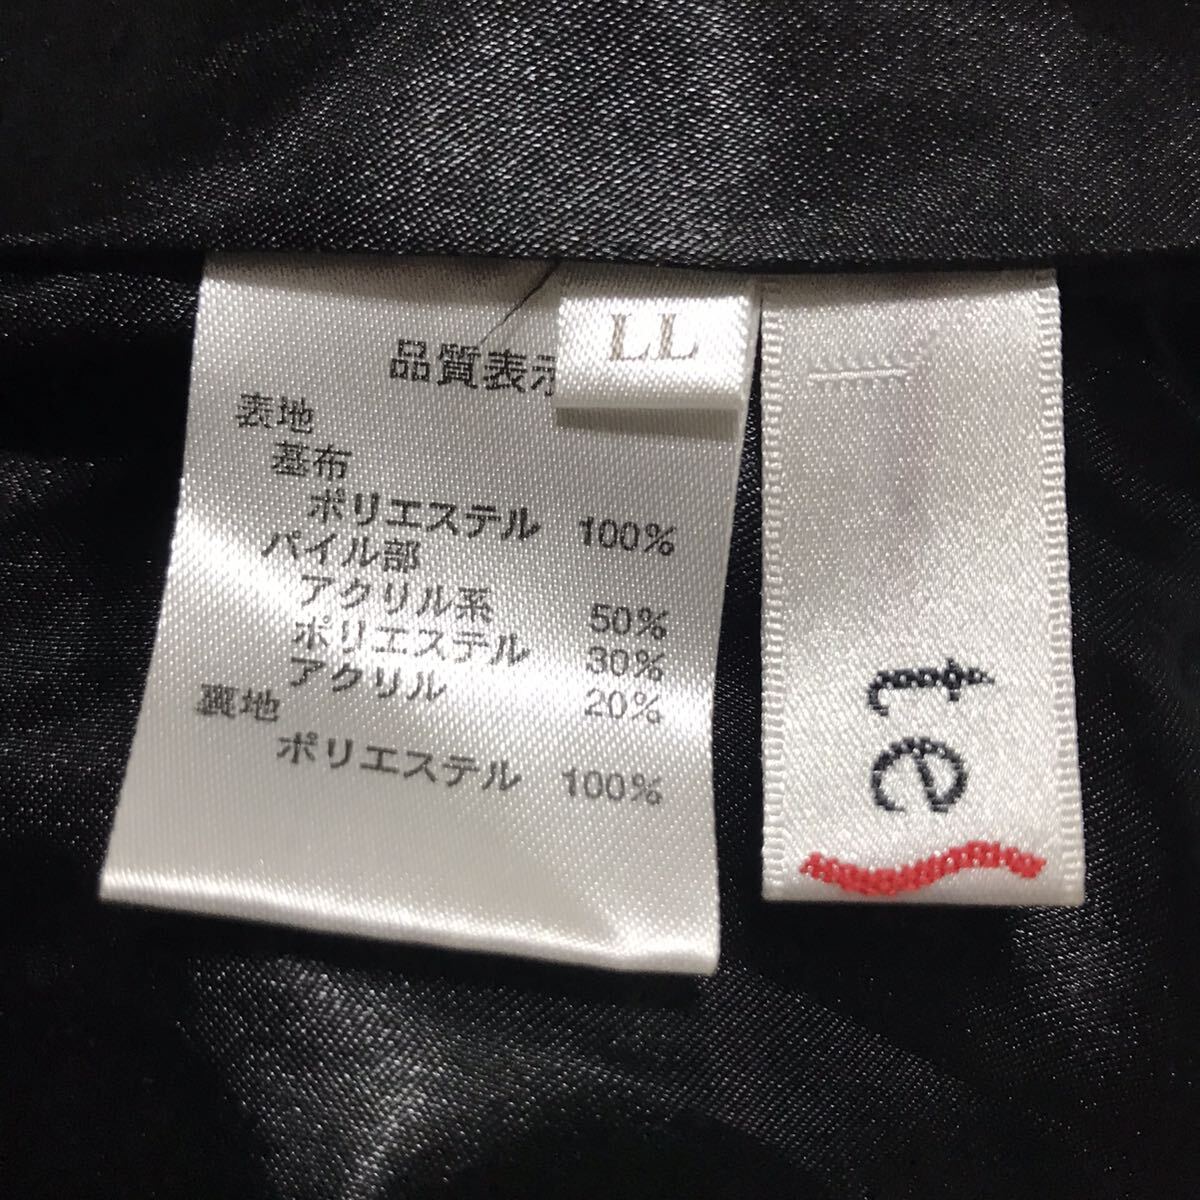 LL
品質表示
表地
基布
ポリエステル 100%
パイル部
アクリル系 50%
ポリエステル 30%
アクリル 20%
裏地
ポリエステル 100%
te